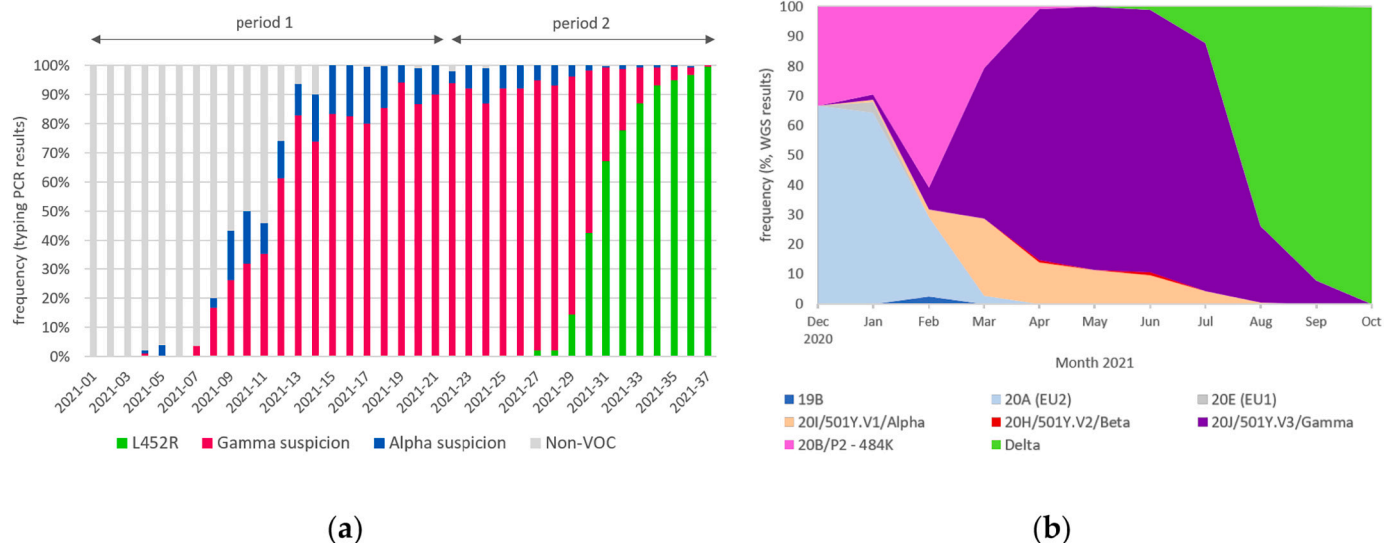 period 1
period 2
frequency (typing PCR results)
100%
90%
80%
70%
60%
50%
40%
30%
20%
10%
0%
2021-01
2021-03
2021-05
2021-07
2021-09
2021-11
2021-13
2021-15
2021-17
2021-19
2021-21
2021-23
2021-25
2021-27
2021-29
2021-31
2021-33
2021-35
2021-37
L452R
Gamma suspicion
Alpha suspicion
Non-VOC
(a)
frequency (%, WGS results)
100
90
80
70
60
50
40
30
20
10
0
Dec
2020
Jan
Feb
Mar
Apr
May
Jun
Jul
Aug
Sep
Oct
Month 2021
19B
20A (EU2)
20E (EU1)
20I/501Y.V1/Alpha
20H/501Y.V2/Beta
20J/501Y.V3/Gamma
20B/P2 - 484K
Delta
(b)